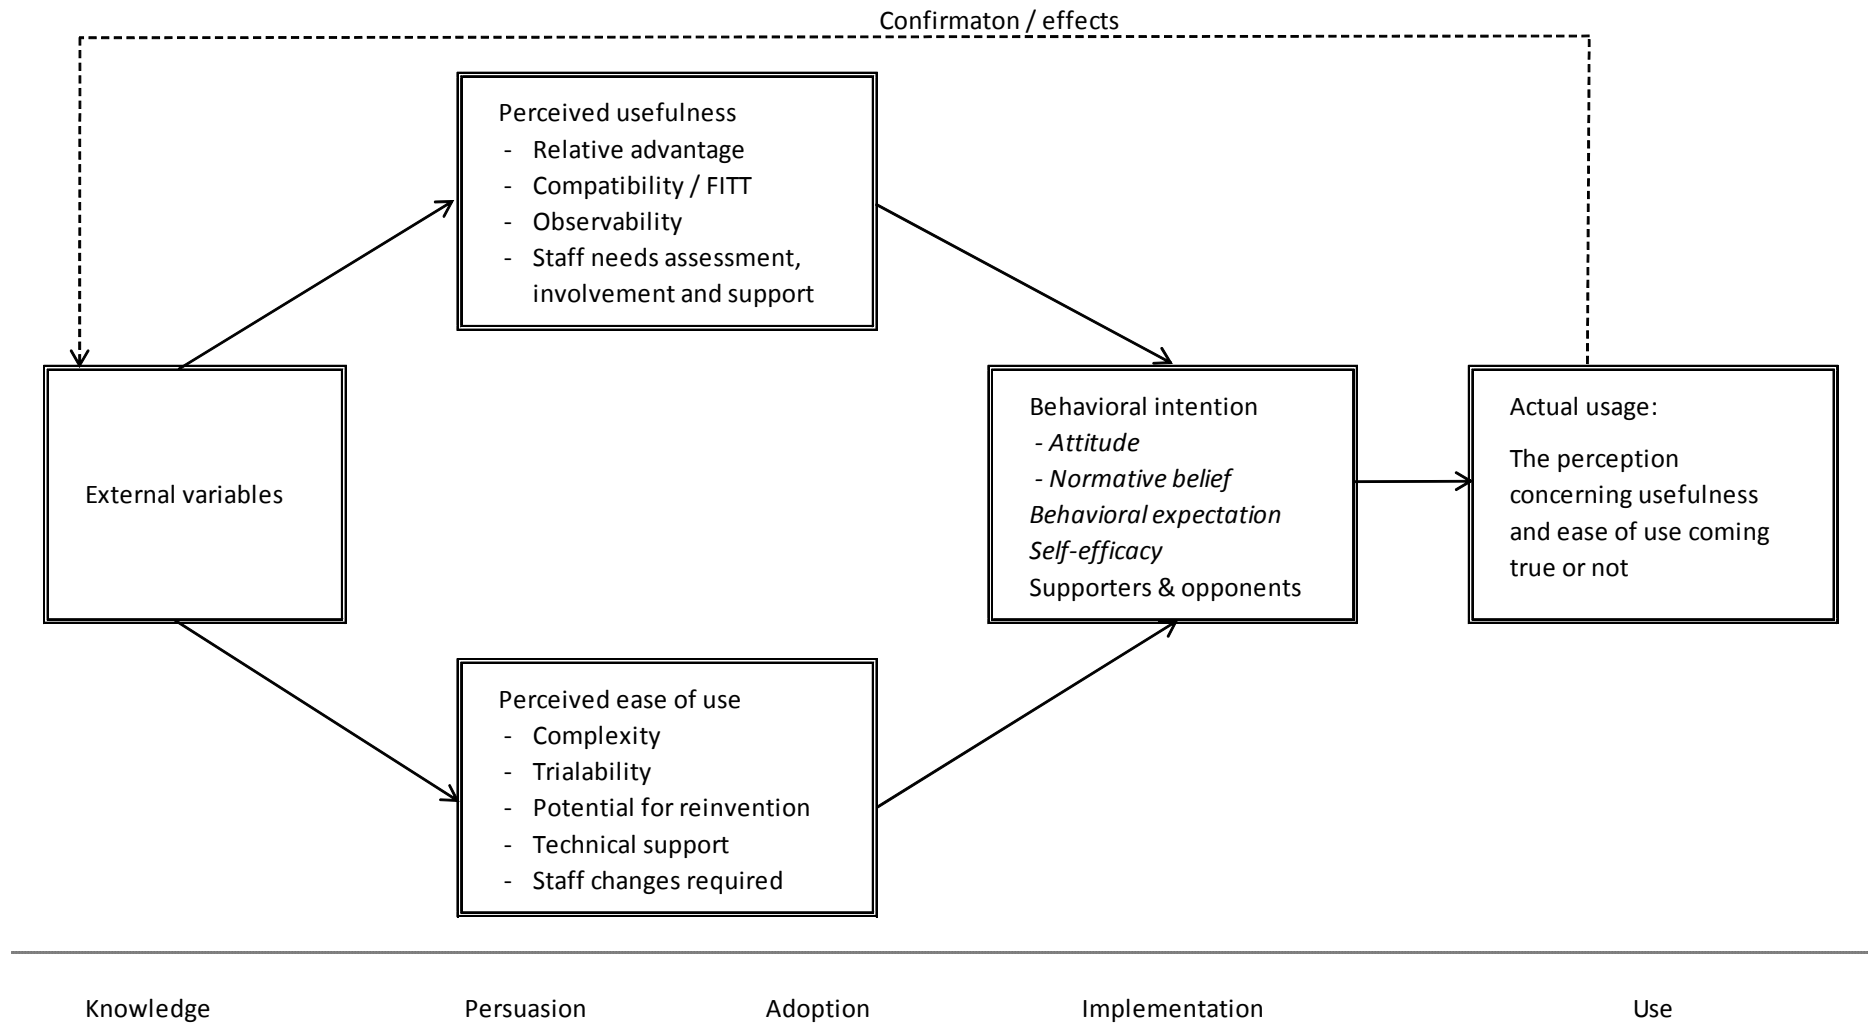 Confirmaton / effects
Perceived usefulness
- Relative advantage
- Compatibility / FITT
- Observability
- Staff needs assessment,
involvement and support
External variables
Behavioral intention
- Attitude
- Normative belief
Behavioral expectation
Self-efficacy
Supporters & opponents
Actual usage:
The perception
concerning usefulness
and ease of use coming
true or not
Perceived ease of use
- Complexity
- Trialability
- Potential for reinvention
- Technical support
- Staff changes required
Knowledge Persuasion Adoption Implementation Use